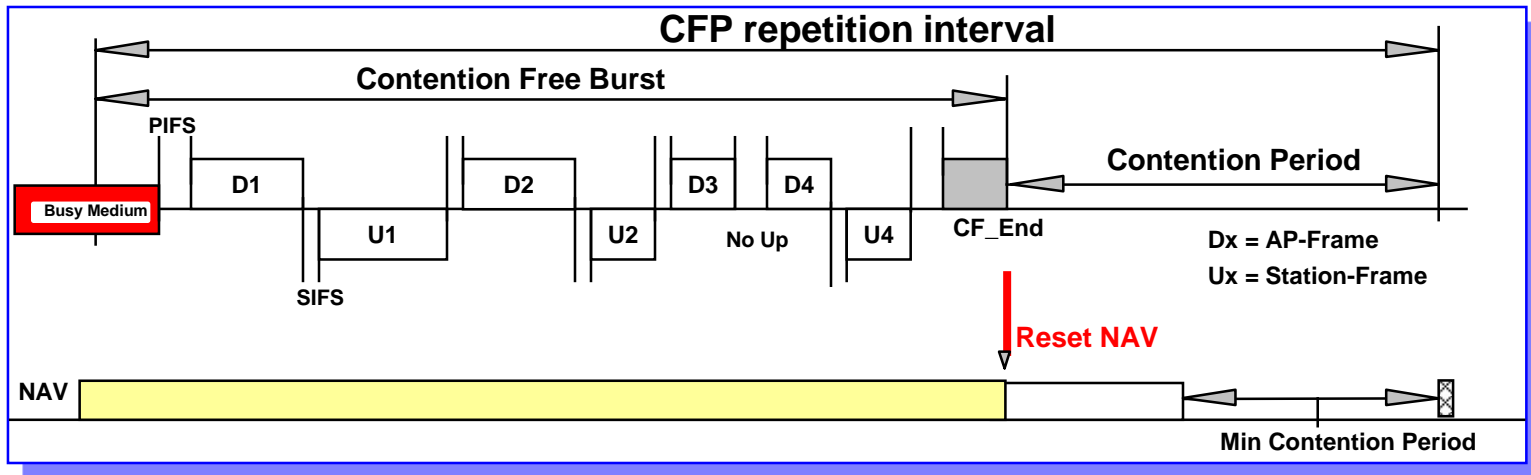 CFP repetition interval
Contention Free Burst
PIFS
Contention Period
D1
D2
D3
D4
Busy Medium
U1
U2
No Up
U4
CF_End
Dx = AP-Frame
Ux = Station-Frame
SIFS
Reset NAV
NAV
Min Contention Period